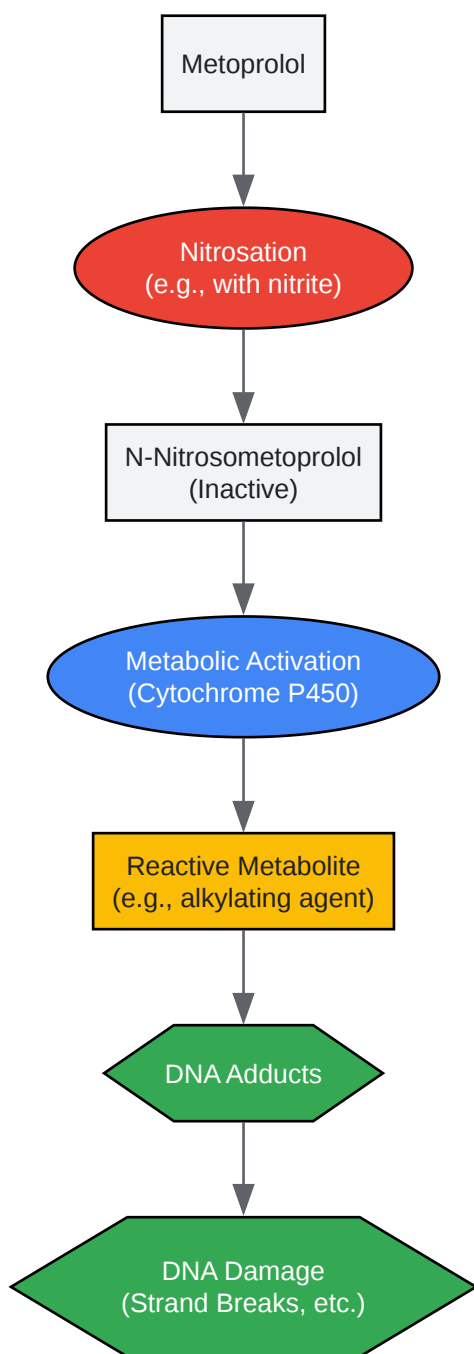 Metoprolol
Nitrosation
(e.g., with nitrite)
N-Nitrosometoprolol
(Inactive)
Metabolic Activation
(Cytochrome P450)
Reactive Metabolite
(e.g., alkylating agent)
DNA Adducts
DNA Damage
(Strand Breaks, etc.)